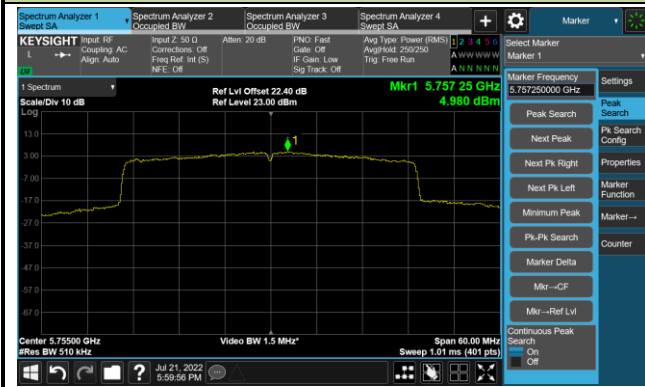 Spectrum Analyzer 1
Swept SA
Spectrum Analyzer 2
Occupied BW
Spectrum Analyzer 3
Occupied BW
Spectrum Analyzer 4
Swept SA
+
Marker
KEYSIGHT
L
LV
Input: RF
Coupling: AC
Align: Auto
Input Z: 50 Ω
Corrections: Off
Freq Ref: Int (S)
NFE: Off
Atten: 20 dB
PNO: Fast
Gate: Off
IF Gain: Low
Sig Track: Off
Avg Type: Power (RMS)
Avg|Hold: 250/250
Trig: Free Run
1 2 3 4 5 6
A W W W W W
A N N N N N
1 Spectrum
Scale/Div 10 dB
Log
Ref Lvl Offset 22.40 dB
Ref Level 23.00 dBm
Mkr1 5.757 25 GHz
4.980 dBm
1
13.0
3.00
-7.00
-17.0
-27.0
-37.0
-47.0
-57.0
-67.0
Center 5.75500 GHz
#Res BW 510 kHz
Video BW 1.5 MHz*
Span 60.00 MHz
Sweep 1.01 ms (401 pts)
Select Marker
Marker 1
Marker Frequency
5.757250000 GHz
Peak Search
Next Peak
Next Pk Right
Next Pk Left
Minimum Peak
Pk-Pk Search
Marker Delta
Mkr→CF
Mkr→Ref Lvl
Continuous Peak
Search
On
Off
Settings
Peak
Search
Pk Search
Config
Properties
Marker
Function
Marker→
Counter
?
Jul 21, 2022
5:59:56 PM